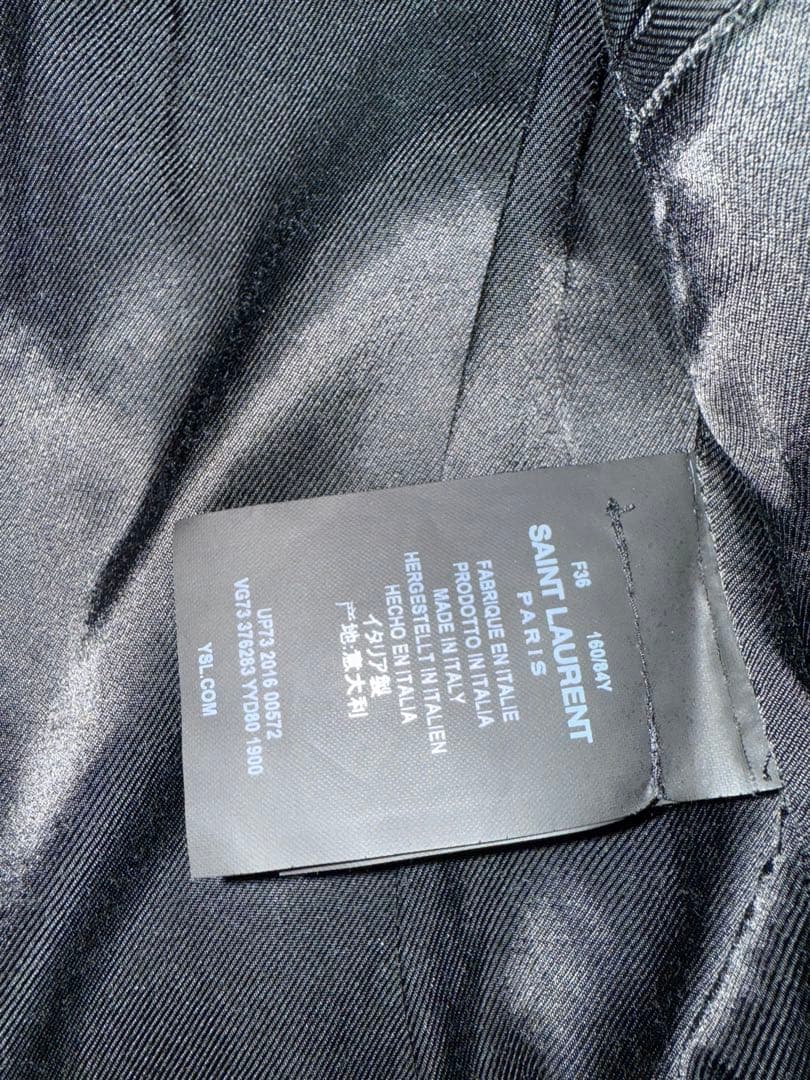 F36 160/84Y
SAINT LAURENT
PARIS
FABRIQUE EN ITALIE
PRODOTTO IN ITALIA
MADE IN ITALY
HERGESTELLT IN ITALIEN
HECHO EN ITALIA
イタリア製
产地:意大利
UP73 2016 00572
VG73 376283 YYD80 1900
YSL.COM